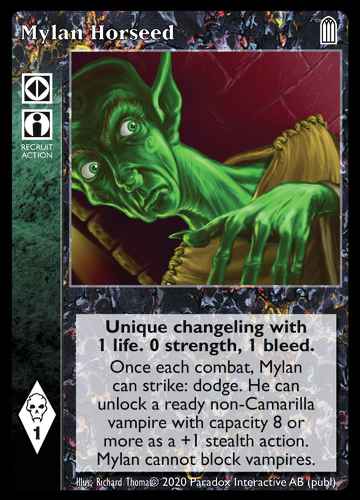 Mylan Horseed
RECRUIT
ACTION
Unique changeling with
1 life. 0 strength, 1 bleed.
Once each combat, Mylan
can strike: dodge. He can
unlock a ready non-Camarilla
vampire with capacity 8 or
more as a +1 stealth action.
Mylan cannot block vampires.
1
Illus: Richard Thomas © 2020 Paradox Interactive AB (publ)